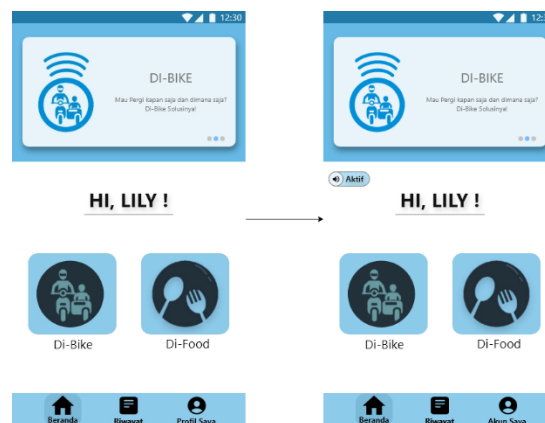 12:30
DI-BIKE
Mau Pergi kapan saja dan dimana saja?
Di-Bike Solusinya!
HI, LILY !
Di-Bike
Di-Food
Beranda
Riwayat
Profil Saya
12:30
DI-BIKE
Mau Pergi kapan saja dan dimana saja?
Di-Bike Solusinya!
Aktif
HI, LILY !
Di-Bike
Di-Food
Beranda
Riwayat
Akun Saya